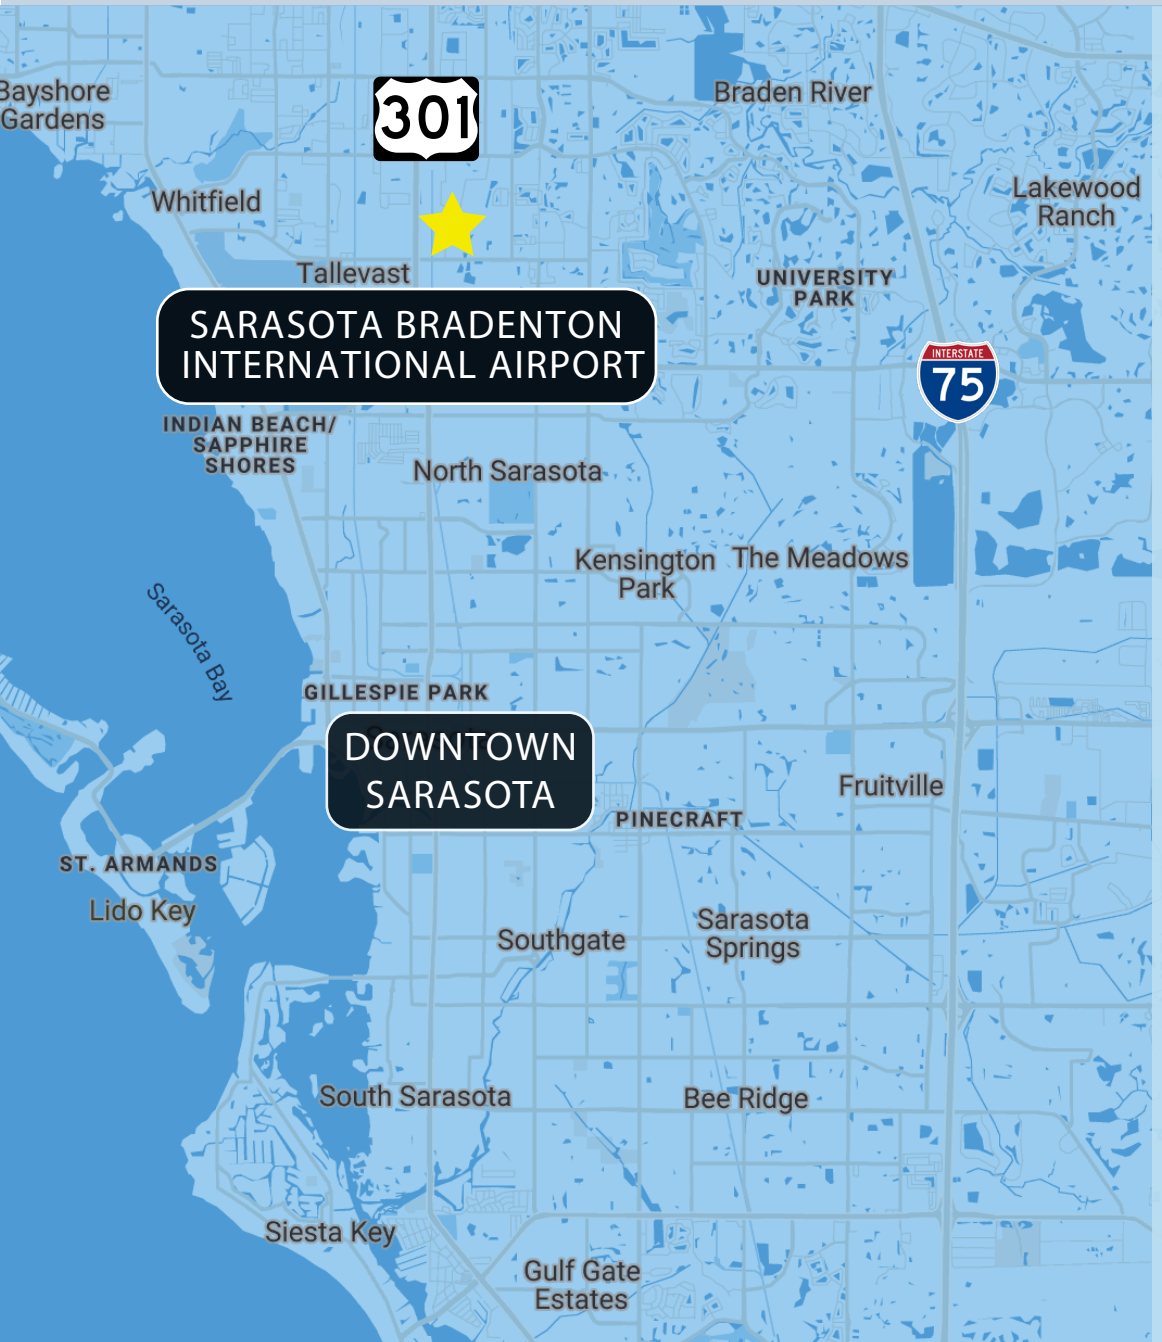 Bayshore
Gardens
301
Braden River
Whitfield
Lakewood
Ranch
Tallevast
UNIVERSITY
PARK
SARASOTA BRADENTON
INTERNATIONAL AIRPORT
INTERSTATE
75
INDIAN BEACH/
SAPPHIRE
SHORES
North Sarasota
Kensington
Park
The Meadows
Sarasota Bay
GILLESPIE PARK
DOWNTOWN
SARASOTA
Fruitville
PINECRAFT
ST. ARMANDS
Lido Key
Southgate
Sarasota
Springs
South Sarasota
Bee Ridge
Siesta Key
Gulf Gate
Estates